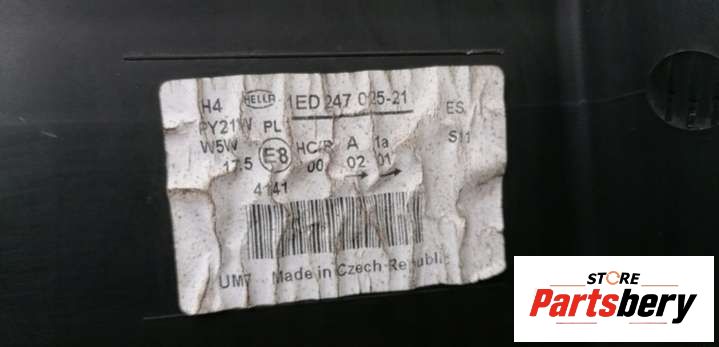 H4 HELLA 1ED 247 025-21 ES
PY21W PL S11
W5W E8 HC/R A 1a
17.5 00 02 01
4141
UM7 Made in Czech Republic
STORE
Partsbery